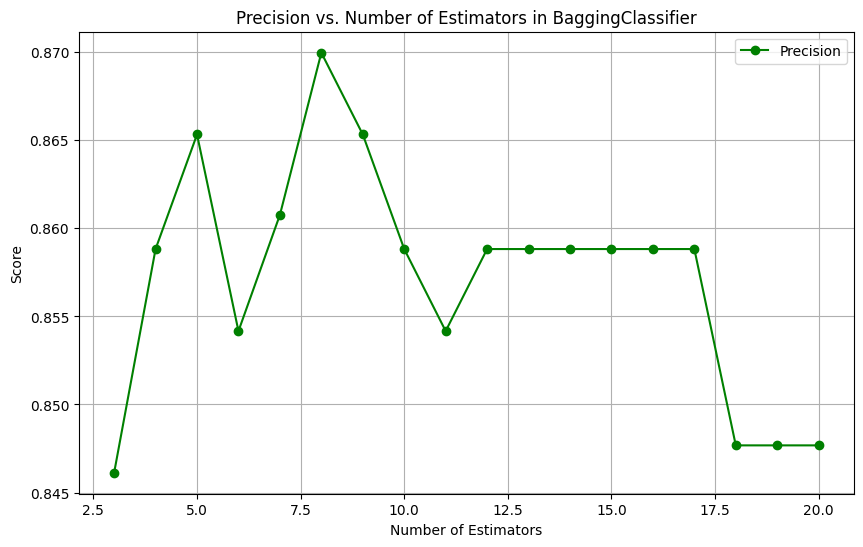 Precision vs. Number of Estimators in BaggingClassifier
Precision
0.870
0.865
0.860
0.855
0.850
0.845
Score
2.5 5.0 7.5 10.0 12.5 15.0 17.5 20.0
Number of Estimators